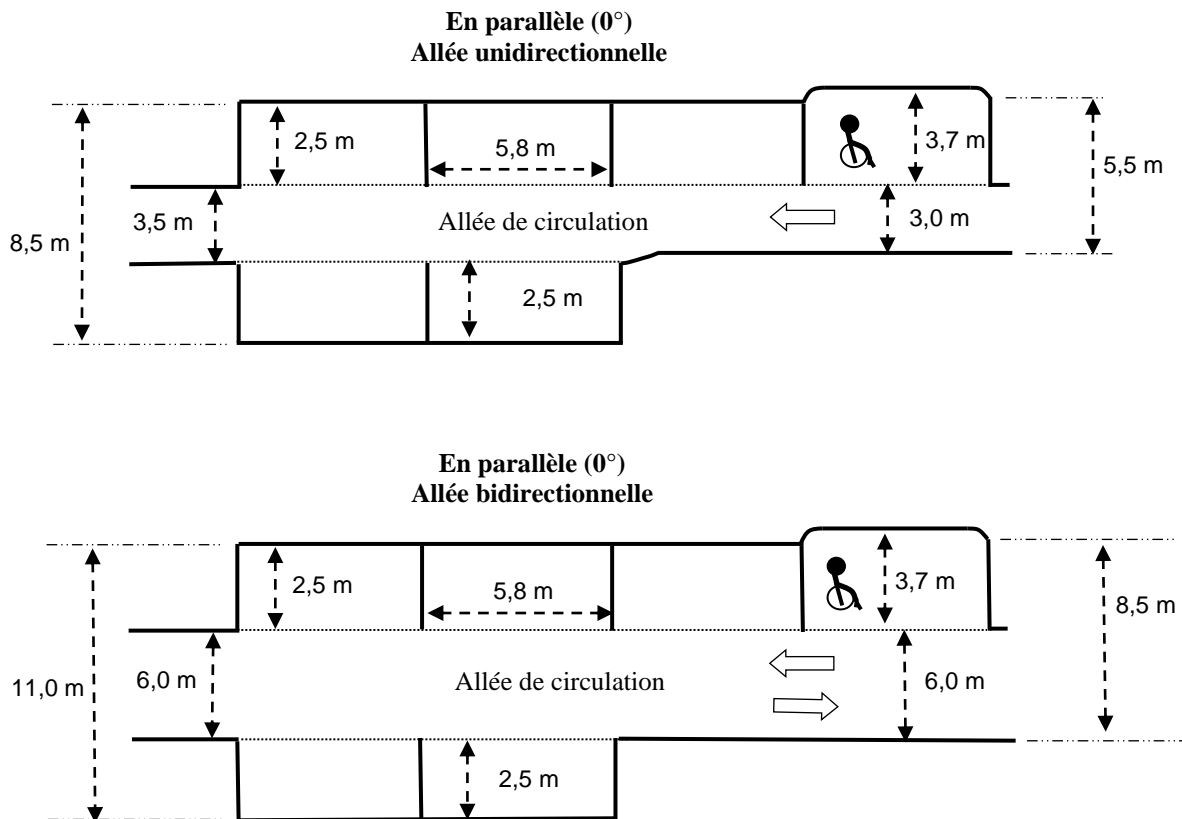 En parallèle (0°)
Allée unidirectionnelle
2,5 m
5,8 m
3,7 m
5,5 m
3,5 m
Allée de circulation
3,0 m
8,5 m
2,5 m
En parallèle (0°)
Allée bidirectionnelle
2,5 m
5,8 m
3,7 m
8,5 m
11,0 m
6,0 m
Allée de circulation
6,0 m
2,5 m